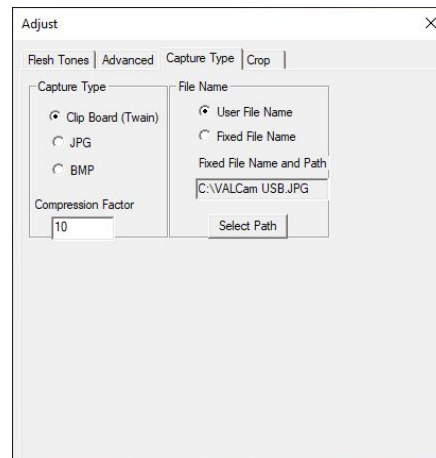 Adjust
Flesh Tones
Advanced
Capture Type
Crop
Capture Type
Clip Board (Twain)
JPG
BMP
Compression Factor
10
File Name
User File Name
Fixed File Name
Fixed File Name and Path
C:\VALCam USB.JPG
Select Path